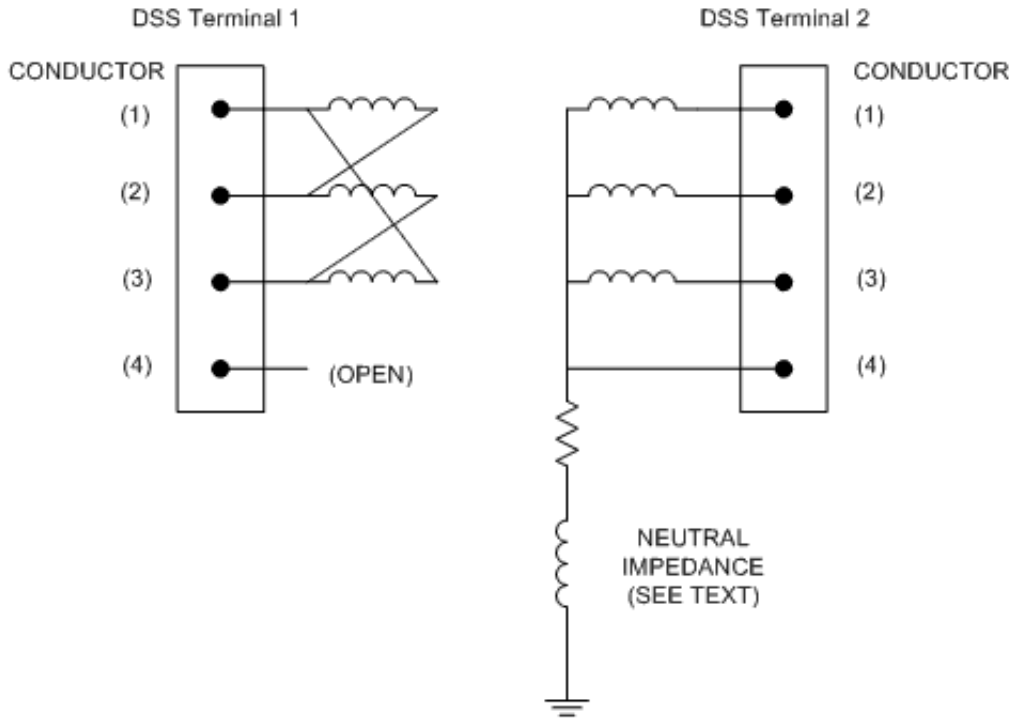 DSS Terminal 1
DSS Terminal 2
CONDUCTOR
CONDUCTOR
(1)
(1)
(2)
(2)
(3)
(3)
(4)
(OPEN)
(4)
NEUTRAL
IMPEDANCE
(SEE TEXT)